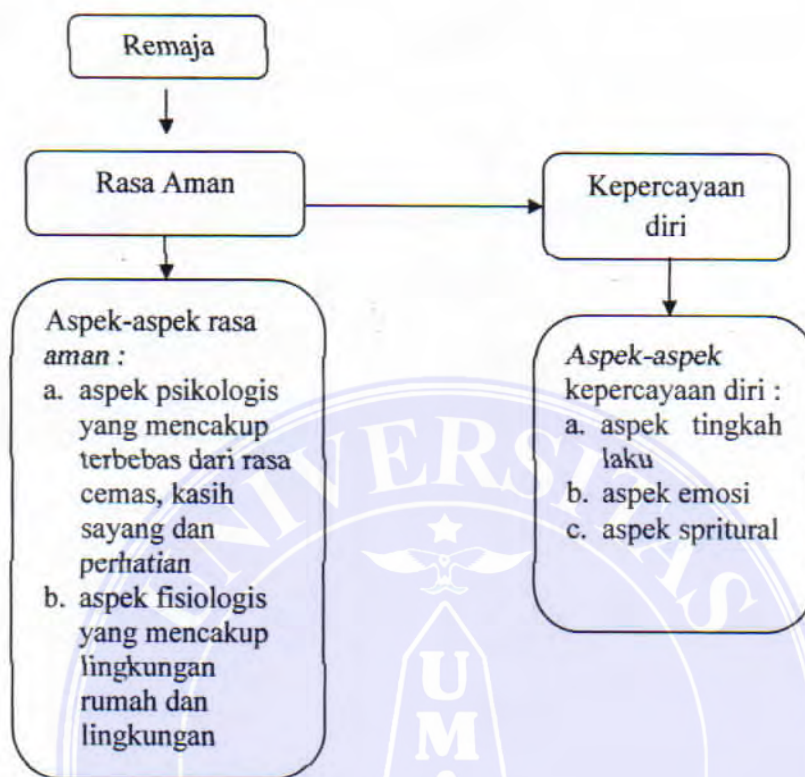 Remaja
Rasa Aman
Kepercayaan
diri
Aspek-aspek rasa
aman :
a. aspek psikologis
yang mencakup
terbebas dari rasa
cemas, kasih
sayang dan
perhatian
b. aspek fisiologis
yang mencakup
lingkungan
rumah dan
lingkungan
Aspek-aspek
kepercayaan diri :
a. aspek tingkah
laku
b. aspek emosi
c. aspek spritural
UNIVERSITAS
U
M